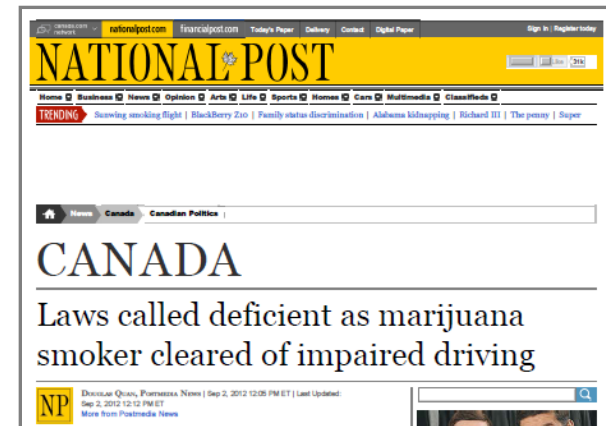 canada.com nationalpost.com financialpost.com Today's Paper Delivery Contact Digital Paper Sign In | Register today
network
NATIONAL POST
Like 31k
Home Business News Opinion Arts Life Sports Homes Cars Multimedia Classifieds
TRENDING Sunwing smoking flight | BlackBerry Z10 | Family status discrimination | Alabama kidnapping | Richard III | The penny | Super
News Canada Canadian Politics |
CANADA
Laws called deficient as marijuana
smoker cleared of impaired driving
NP Douglas Quan, Postmedia News | Sep 2, 2012 12:05 PM ET | Last Updated:
Sep 2, 2012 12:12 PM ET
More from Postmedia News